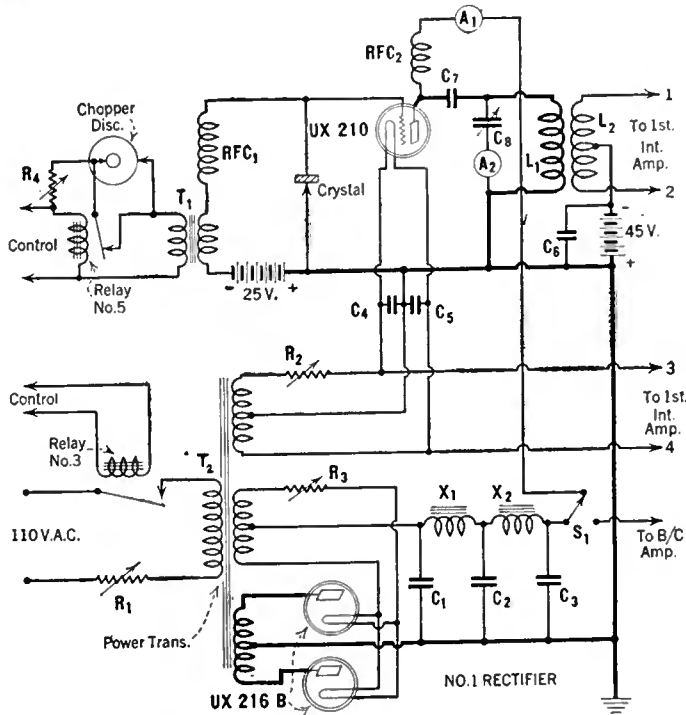 A1
RFC2
C7
Chopper
Disc.
UX 210
1
L2
To 1st.
Int.
Amp.
C8
RFC1
R4
T1
Crystal
A2
L1
2
Control
C6
-
45 V.
+
Relay
No.5
- 25 V. +
C4
C5
R2
3
Control
To 1st.
Int.
Amp.
Relay
No.3
4
T2
R3
X1
X2
S1
110 V. A.C.
To B/C
Amp.
R1
C1
C2
C3
Power Trans.
UX 216 B
NO.1 RECTIFIER